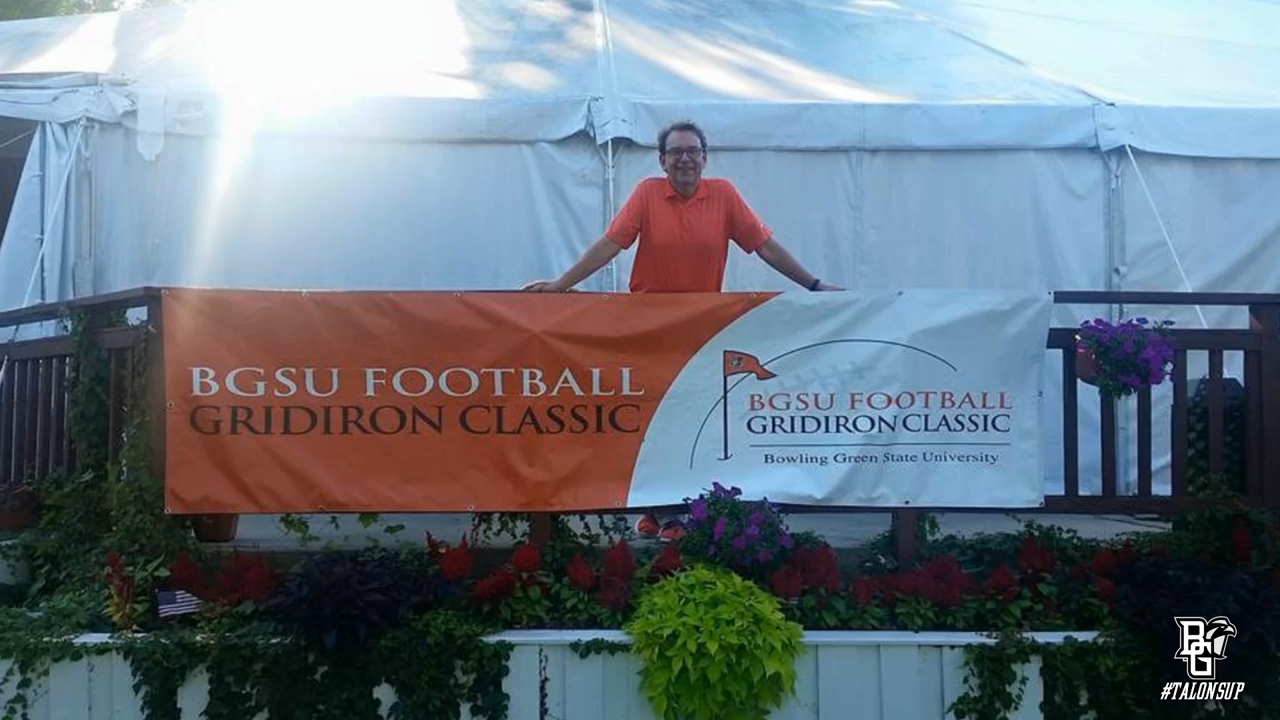 BGSU FOOTBALL
GRIDIRON CLASSIC
BGSU FOOTBALL
GRIDIRON CLASSIC
Bowling Green State University
BG
#TALONSUP